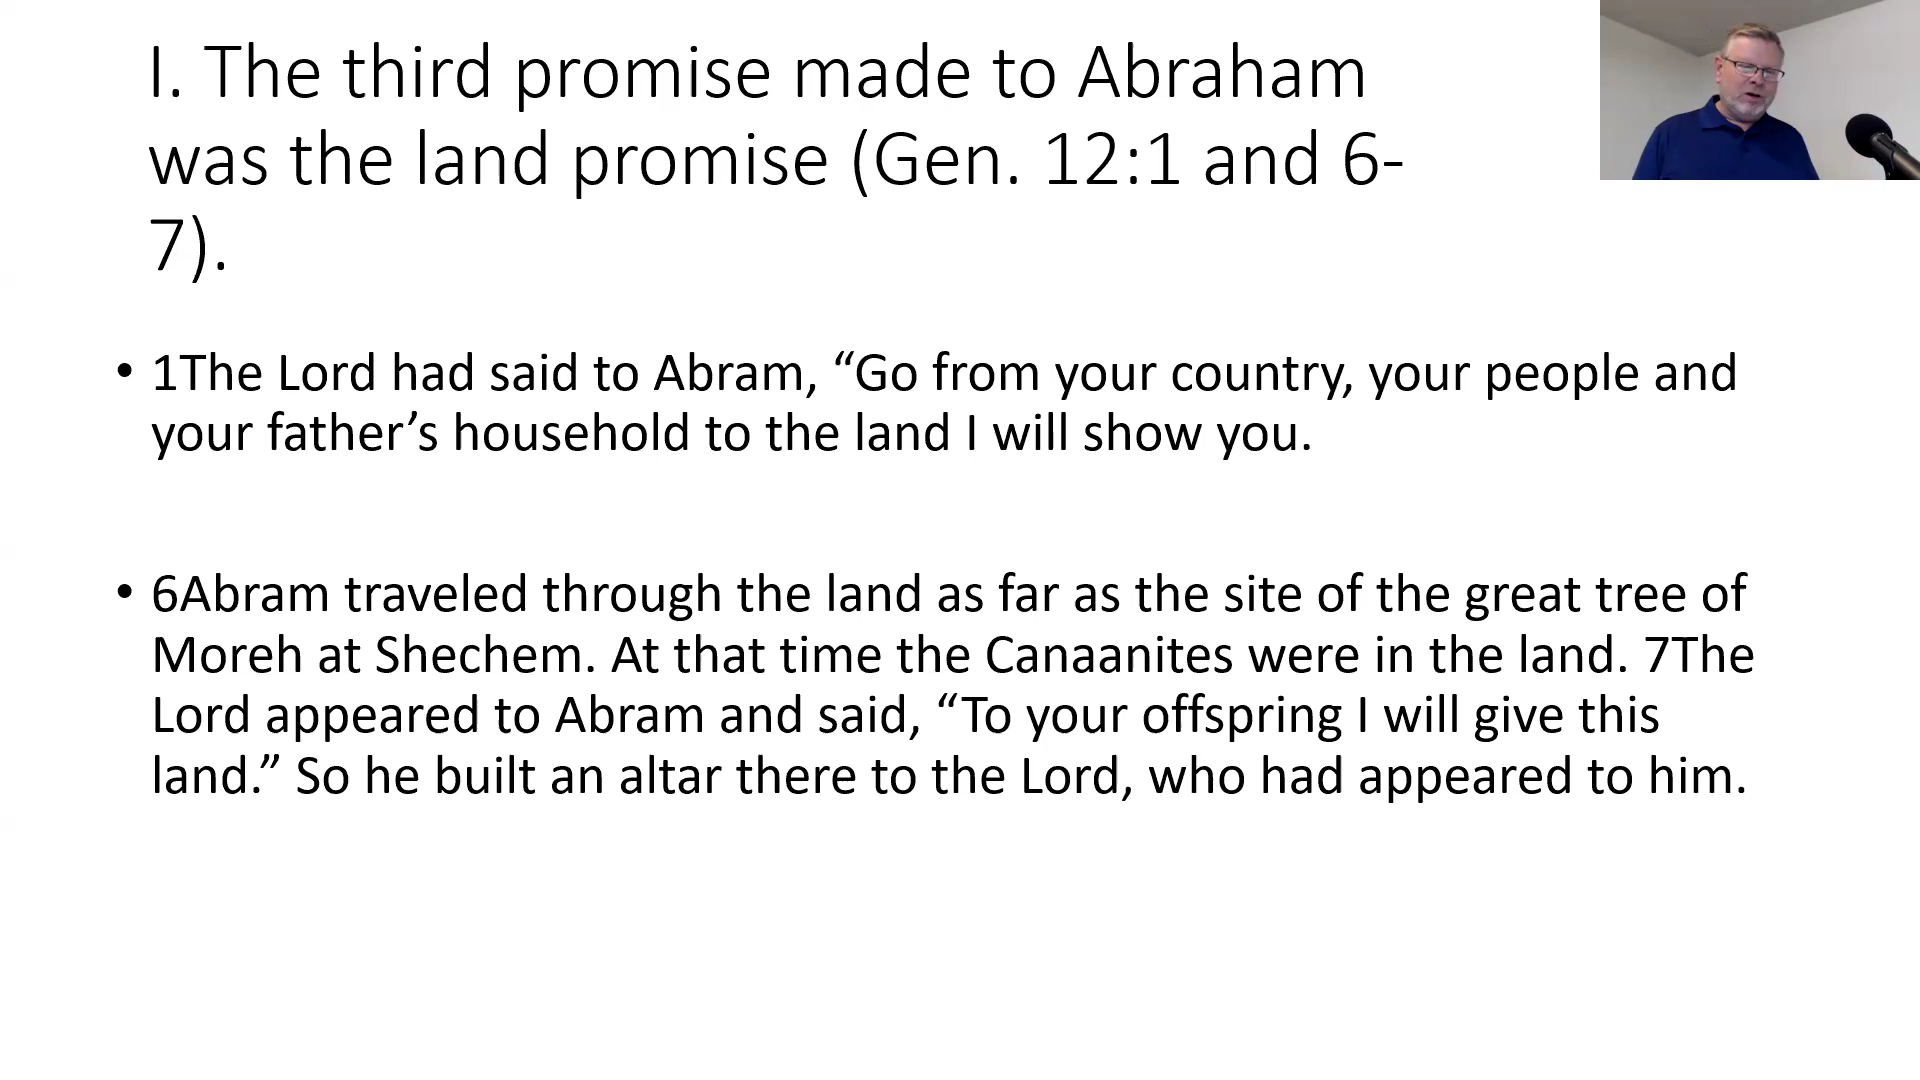 I. The third promise made to Abraham
was the land promise (Gen. 12:1 and 6-
7).
• 1The Lord had said to Abram, “Go from your country, your people and
your father’s household to the land I will show you.
• 6Abram traveled through the land as far as the site of the great tree of
Moreh at Shechem. At that time the Canaanites were in the land. 7The
Lord appeared to Abram and said, “To your offspring I will give this
land.” So he built an altar there to the Lord, who had appeared to him.